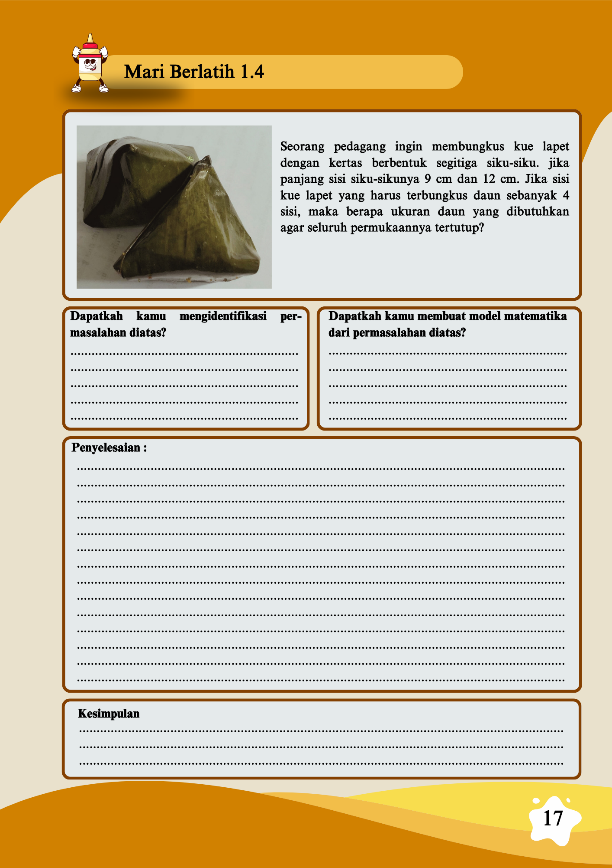 Mari Berlatih 1.4
Seorang pedagang ingin membungkus kue lapet
dengan kertas berbentuk segitiga siku-siku. jika
panjang sisi siku-sikunya 9 cm dan 12 cm. Jika sisi
kue lapet yang harus terbungkus daun sebanyak 4
sisi, maka berapa ukuran daun yang dibutuhkan
agar seluruh permukaannya tertutup?
Dapatkah kamu mengidentifikasi per-
masalahan diatas?
Dapatkah kamu membuat model matematika
dari permasalahan diatas?
Penyelesaian :
Kesimpulan
17